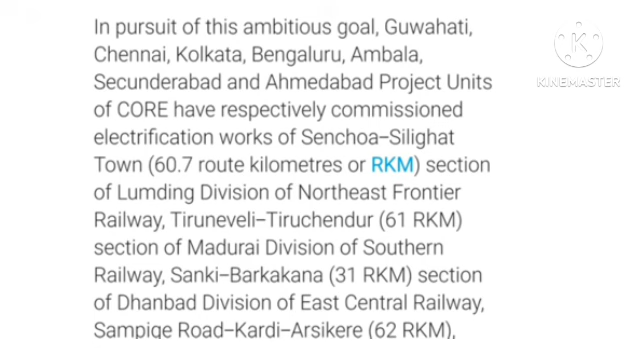 In pursuit of this ambitious goal, Guwahati,
Chennai, Kolkata, Bengaluru, Ambala,
Secunderabad and Ahmedabad Project Units
of CORE have respectively commissioned
electrification works of Senchoa–Silighat
Town (60.7 route kilometres or RKM) section
of Lumding Division of Northeast Frontier
Railway, Tiruneveli–Tiruchendur (61 RKM)
section of Madurai Division of Southern
Railway, Sanki–Barkakana (31 RKM) section
of Dhanbad Division of East Central Railway,
Sampige Road–Kardi–Arsikere (62 RKM),
K
KINEMASTER